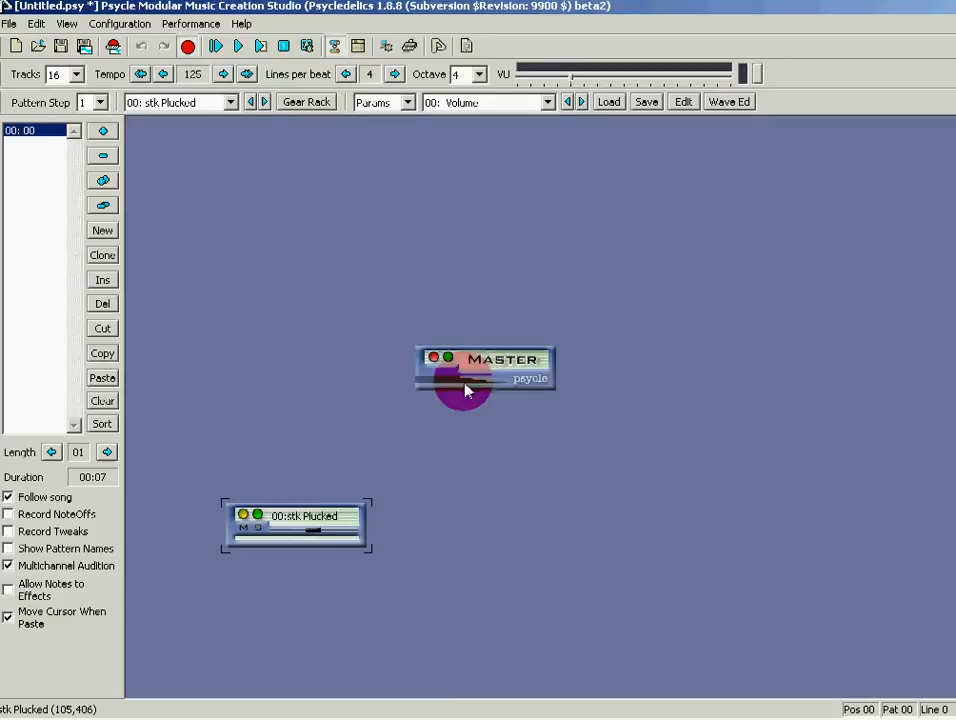 [Untitled.psy *] Psycle Modular Music Creation Studio (Psycledelics 1.8.8 (Subversion $Revision: 9900 $) beta2)
File Edit View Configuration Performance Help
Tracks 16 Tempo 125 Lines per beat 4 Octave 4 VU
Pattern Step 1 00: stk Plucked Gear Rack Params 00: Volume Load Save Edit Wave Ed
00: 00
New
Clone
Ins
Del
Cut
Copy
Paste
Clear
Sort
Length 01
Duration 00:07
Follow song
Record NoteOffs
Record Tweaks
Show Pattern Names
Multichannel Audition
Allow Notes to
Effects
Move Cursor When
Paste
MASTER
psycle
00:stk Plucked
M S
stk Plucked (105,406)
Pos 00 Pat 00 Line 0